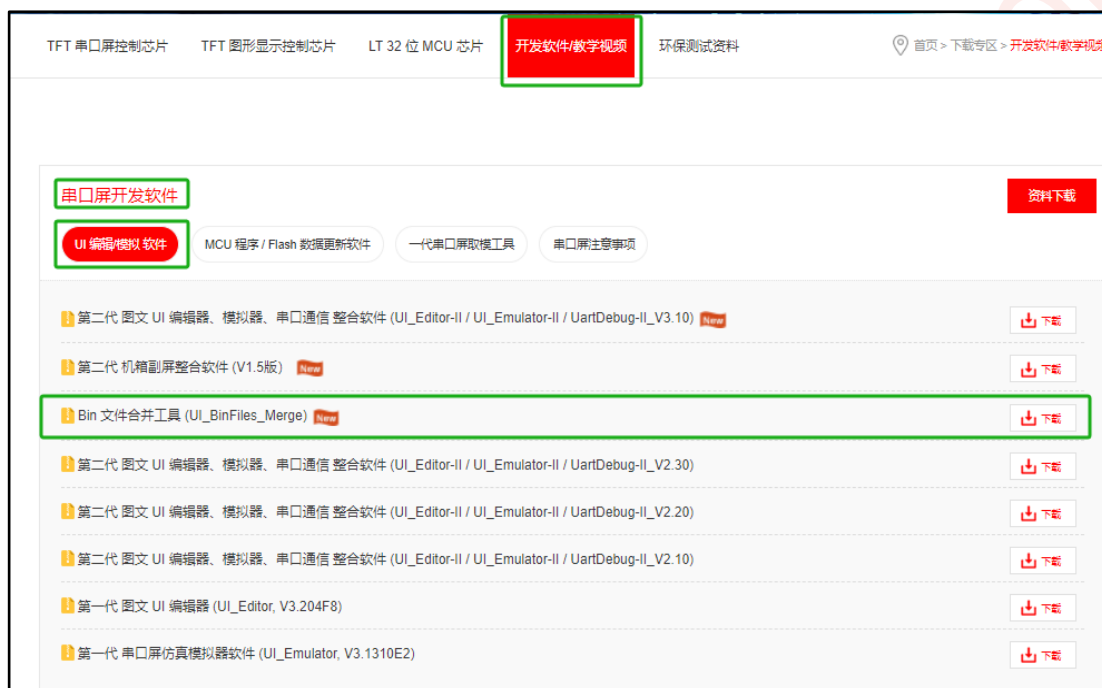 TFT 串口屏控制芯片 TFT 图形显示控制芯片 LT 32 位 MCU 芯片 开发软件/教学视频 环保测试资料 首页 > 下载专区 > 开发软件/教学视频
串口屏开发软件 资料下载
UI 编辑/模拟 软件 MCU 程序 / Flash 数据更新软件 一代串口屏取模工具 串口屏注意事项
第二代 图文 UI 编辑器、模拟器、串口通信 整合软件 (UI_Editor-II / UI_Emulator-II / UartDebug-II_V3.10) New 下载
第二代 机箱副屏整合软件 (V1.5版) New 下载
Bin 文件合并工具 (UI_BinFiles_Merge) New 下载
第二代 图文 UI 编辑器、模拟器、串口通信 整合软件 (UI_Editor-II / UI_Emulator-II / UartDebug-II_V2.30) 下载
第二代 图文 UI 编辑器、模拟器、串口通信 整合软件 (UI_Editor-II / UI_Emulator-II / UartDebug-II_V2.20) 下载
第二代 图文 UI 编辑器、模拟器、串口通信 整合软件 (UI_Editor-II / UI_Emulator-II / UartDebug-II_V2.10) 下载
第一代 图文 UI 编辑器 (UI_Editor, V3.204F8) 下载
第一代 串口屏仿真模拟器软件 (UI_Emulator, V3.1310E2) 下载